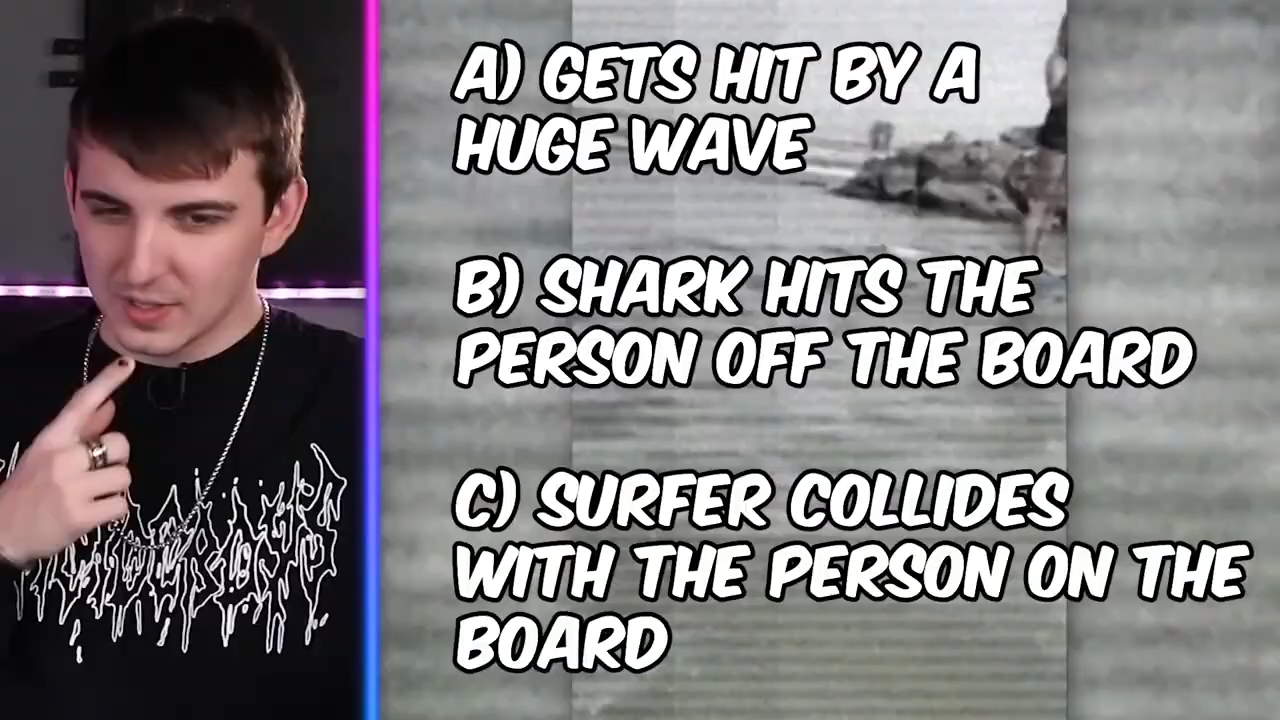 A) GETS HIT BY A
HUGE WAVE
B) SHARK HITS THE
PERSON OFF THE BOARD
C) SURFER COLLIDES
WITH THE PERSON ON THE
BOARD